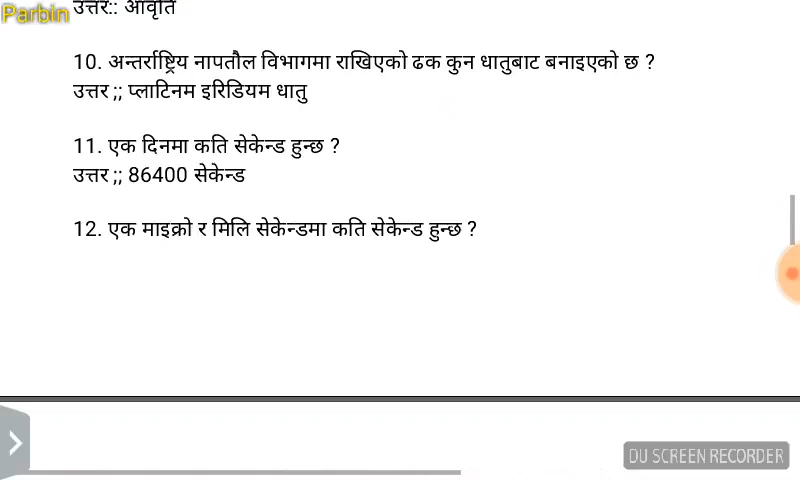 Parbin
उत्तर:: आवृति
10. अन्तर्राष्ट्रिय नापतौल विभागमा राखिएको ढक कुन धातुबाट बनाइएको छ ?
उत्तर ;; प्लाटिनम इरिडियम धातु
11. एक दिनमा कति सेकेन्ड हुन्छ ?
उत्तर ;; 86400 सेकेन्ड
12. एक माइक्रो र मिलि सेकेन्डमा कति सेकेन्ड हुन्छ ?
DU SCREEN RECORDER